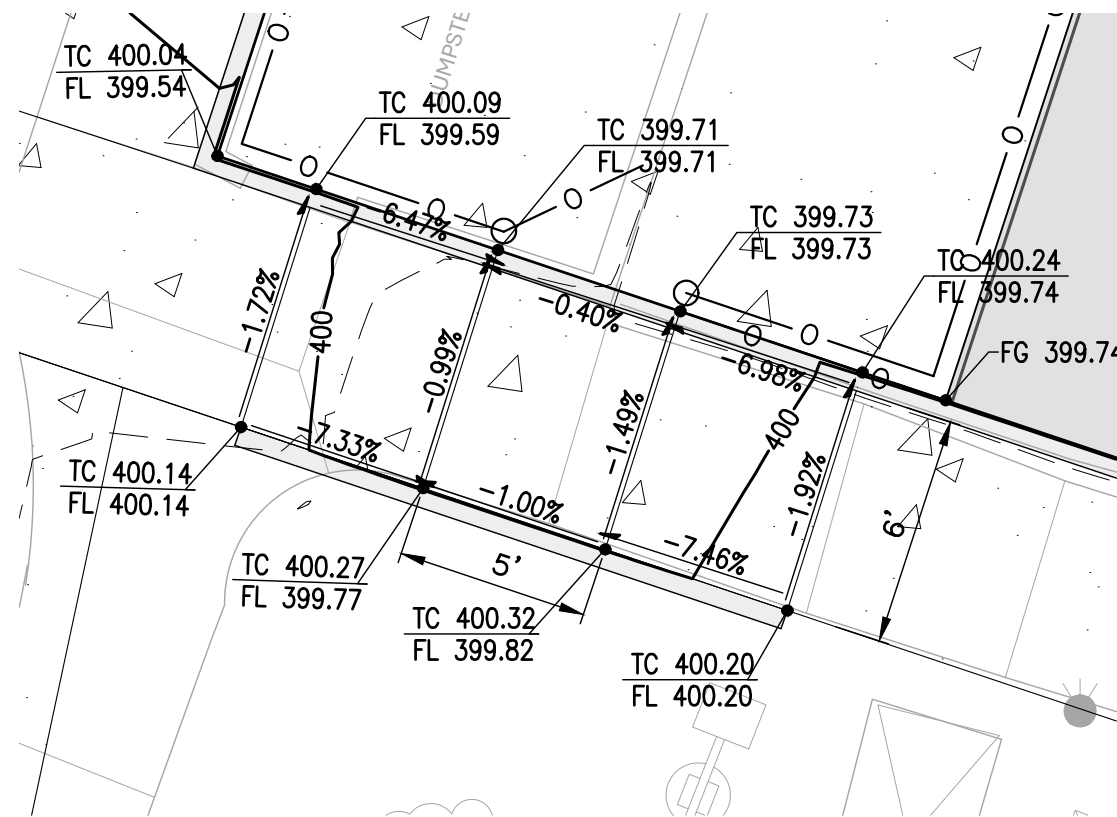 DUMPSTE
TC 400.04
FL 399.54
TC 400.09
FL 399.59
TC 399.71
FL 399.71
TC 399.73
FL 399.73
TC 400.24
FL 399.74
FG 399.74
6.47%
-0.40%
-6.98%
-1.72%
400
-0.99%
-1.49%
400
-1.92%
6'
-7.33%
-1.00%
-7.46%
5'
TC 400.14
FL 400.14
TC 400.27
FL 399.77
TC 400.32
FL 399.82
TC 400.20
FL 400.20